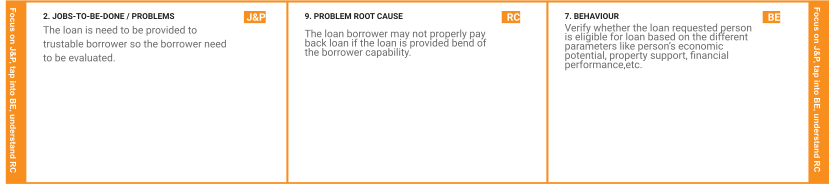 Focus on J&P, tap into BE, understand RC
2. JOBS-TO-BE-DONE / PROBLEMS
J&P
The loan is need to be provided to
trustable borrower so the borrower need
to be evaluated.
9. PROBLEM ROOT CAUSE
RC
The loan borrower may not properly pay
back loan if the loan is provided bend of
the borrower capability.
7. BEHAVIOUR
BE
Verify whether the loan requested person
is eligible for loan based on the different
parameters like person's economic
potential, property support, financial
performance,etc.
Focus on J&P, tap into BE, understand RC